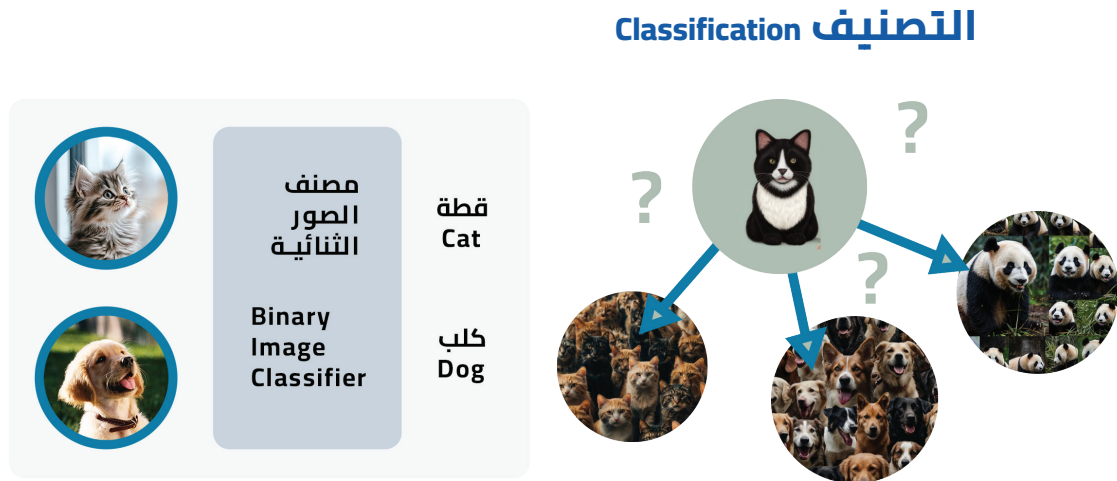 التصنيف Classification
مصنف
الصور
الثنائية
Binary
Image
Classifier
قطة
Cat
كلب
Dog
?
?
?